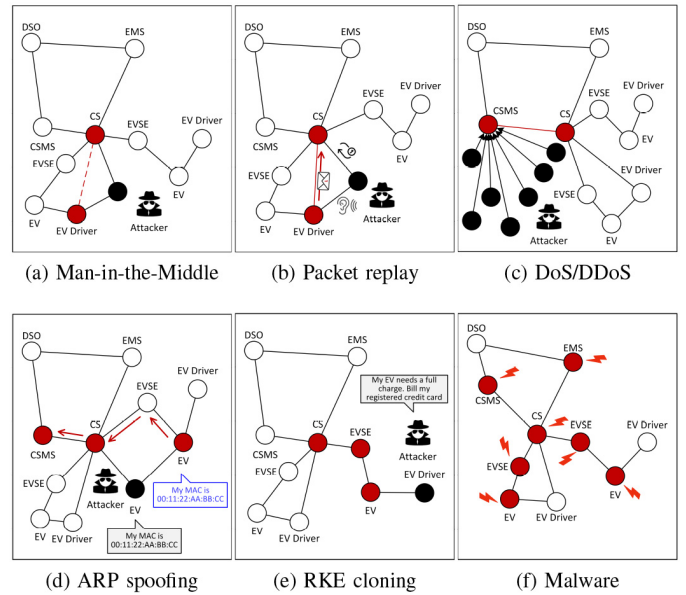 DSO
EMS
CS
CSMS
EVSE
EV Driver
EVSE
EV
EV
EV Driver
Attacker
(a) Man-in-the-Middle
DSO
EMS
CS
EVSE
EV Driver
CSMS
EVSE
EV
EV
EV Driver
Attacker
(b) Packet replay
DSO
EMS
CSMS
CS
EVSE
EV Driver
EV
EV Driver
EVSE
EV
Attacker
(c) DoS/DDoS
DSO
EMS
EV Driver
EVSE
CS
CSMS
EV
EVSE
Attacker
EV
My MAC is
00:11:22:AA:BB:CC
EV
EV Driver
My MAC is
00:11:22:AA:BB:CC
(d) ARP spoofing
DSO
EMS
My EV needs a full
charge. Bill my
registered credit card
CS
EVSE
CSMS
Attacker
EVSE
EV Driver
EV
EV
EV Driver
(e) RKE cloning
DSO
EMS
CSMS
CS
EVSE
EV Driver
EVSE
EV
EV
EV Driver
(f) Malware